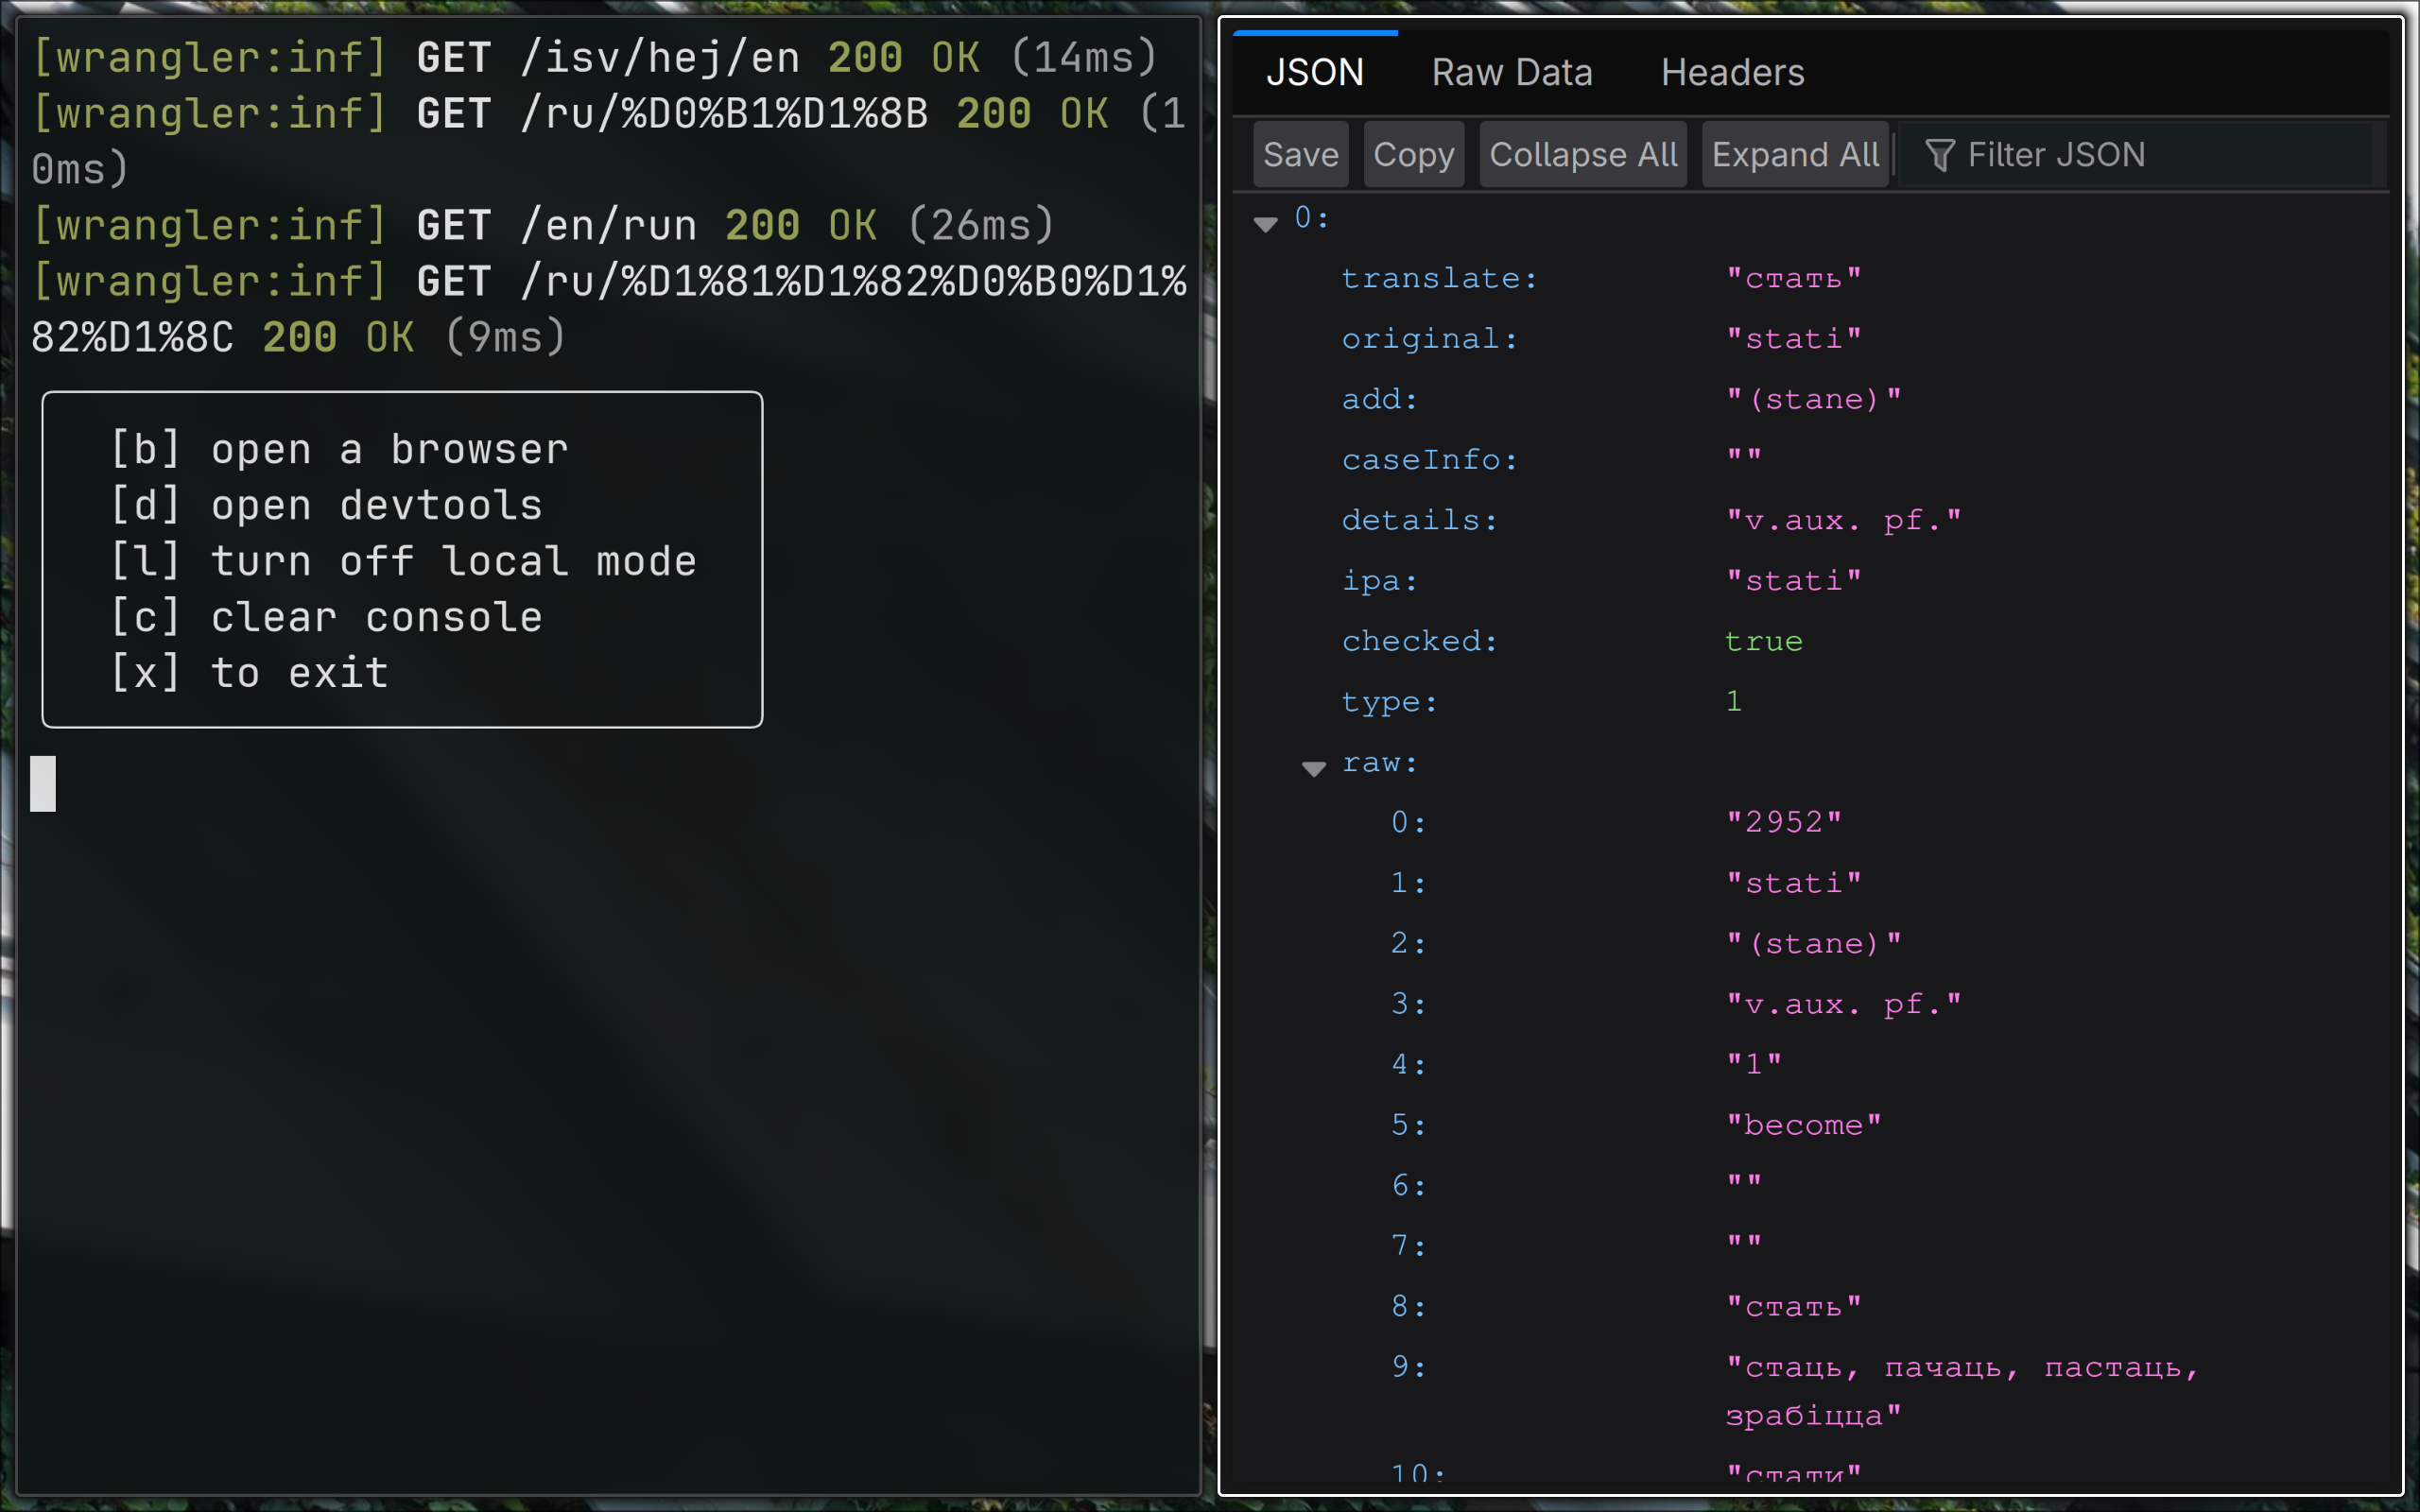 [wrangler:inf] GET /isv/hej/en 200 OK (14ms)
[wrangler:inf] GET /ru/%D0%B1%D1%8B 200 OK (1
0ms)
[wrangler:inf] GET /en/run 200 OK (26ms)
[wrangler:inf] GET /ru/%D1%81%D1%82%D0%B0%D1%
82%D1%8C 200 OK (9ms)
[b] open a browser
[d] open devtools
[l] turn off local mode
[c] clear console
[x] to exit
JSON Raw Data Headers
Save Copy Collapse All Expand All Filter JSON
0:
translate: "стать"
original: "stati"
add: "(stane)"
caseInfo: ""
details: "v.aux. pf."
ipa: "stati"
checked: true
type: 1
raw:
0: "2952"
1: "stati"
2: "(stane)"
3: "v.aux. pf."
4: "1"
5: "become"
6: ""
7: ""
8: "стать"
9: "стаць, пачаць, пастаць,
зрабіцца"
10: "стати"